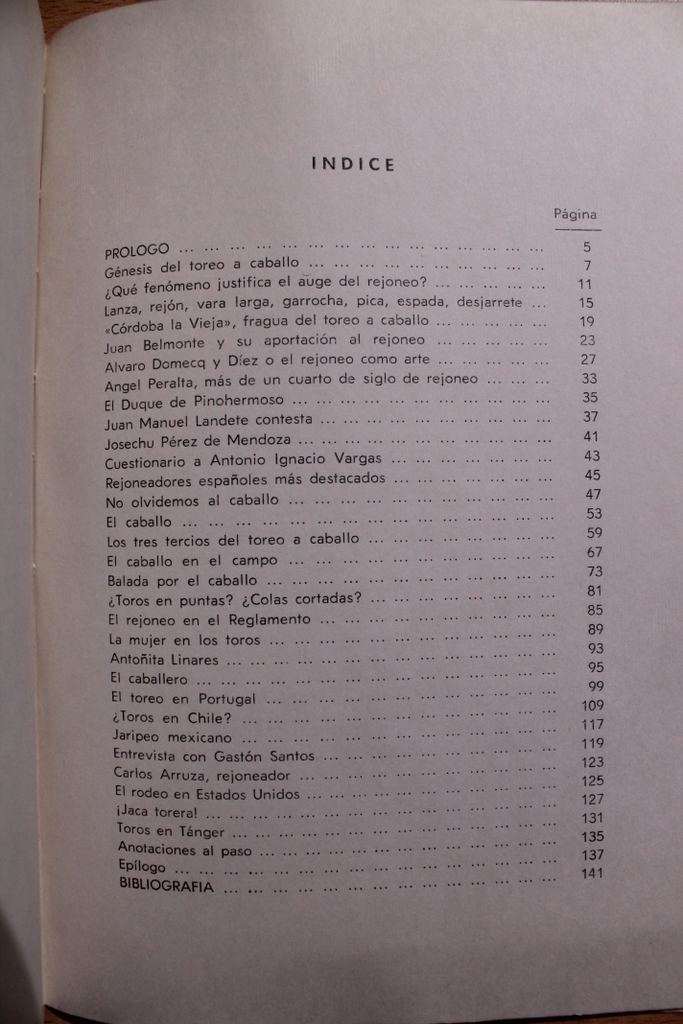 INDICE
Página
PROLOGO ... ... ... ... ... ... ... ... ... ... ... ... ... ... 5
Génesis del toreo a caballo ... ... ... ... ... ... ... ... ... 7
¿Qué fenómeno justifica el auge del rejoneo? ... ... ... ... ... 11
Lanza, rejón, vara larga, garrocha, pica, espada, desjarrete ... 15
«Córdoba la Vieja», fragua del toreo a caballo ... ... ... ... ... 19
Juan Belmonte y su aportación al rejoneo ... ... ... ... ... 23
Alvaro Domecq y Díez o el rejoneo como arte ... ... ... ... ... 27
Angel Peralta, más de un cuarto de siglo de rejoneo ... ... ... 33
El Duque de Pinohermoso ... ... ... ... ... ... ... ... ... ... 35
Juan Manuel Landete contesta ... ... ... ... ... ... ... ... ... 37
Josechu Pérez de Mendoza ... ... ... ... ... ... ... ... ... ... 41
Cuestionario a Antonio Ignacio Vargas ... ... ... ... ... ... 43
Rejoneadores españoles más destacados ... ... ... ... ... ... 45
No olvidemos al caballo ... ... ... ... ... ... ... ... ... ... 47
El caballo ... ... ... ... ... ... ... ... ... ... ... ... ... ... 53
Los tres tercios del toreo a caballo ... ... ... ... ... ... ... 59
El caballo en el campo ... ... ... ... ... ... ... ... ... ... 67
Balada por el caballo ... ... ... ... ... ... ... ... ... ... ... 73
¿Toros en puntas? ¿Colas cortadas? ... ... ... ... ... ... ... 81
El rejoneo en el Reglamento ... ... ... ... ... ... ... ... ... 85
La mujer en los toros ... ... ... ... ... ... ... ... ... ... ... 89
Antoñita Linares ... ... ... ... ... ... ... ... ... ... ... ... ... 93
El caballero ... ... ... ... ... ... ... ... ... ... ... ... ... ... 95
El toreo en Portugal ... ... ... ... ... ... ... ... ... ... ... 99
¿Toros en Chile? ... ... ... ... ... ... ... ... ... ... ... ... 109
Jaripeo mexicano ... ... ... ... ... ... ... ... ... ... ... ... 117
Entrevista con Gastón Santos ... ... ... ... ... ... ... ... ... 119
Carlos Arruza, rejoneador ... ... ... ... ... ... ... ... ... ... 123
El rodeo en Estados Unidos ... ... ... ... ... ... ... ... ... ... 125
¡Jaca torera! ... ... ... ... ... ... ... ... ... ... ... ... ... ... 127
Toros en Tánger ... ... ... ... ... ... ... ... ... ... ... ... ... 131
Anotaciones al paso ... ... ... ... ... ... ... ... ... ... ... ... 135
Epílogo ... ... ... ... ... ... ... ... ... ... ... ... ... ... ... 137
BIBLIOGRAFIA ... ... ... ... ... ... ... ... ... ... ... ... ... 141